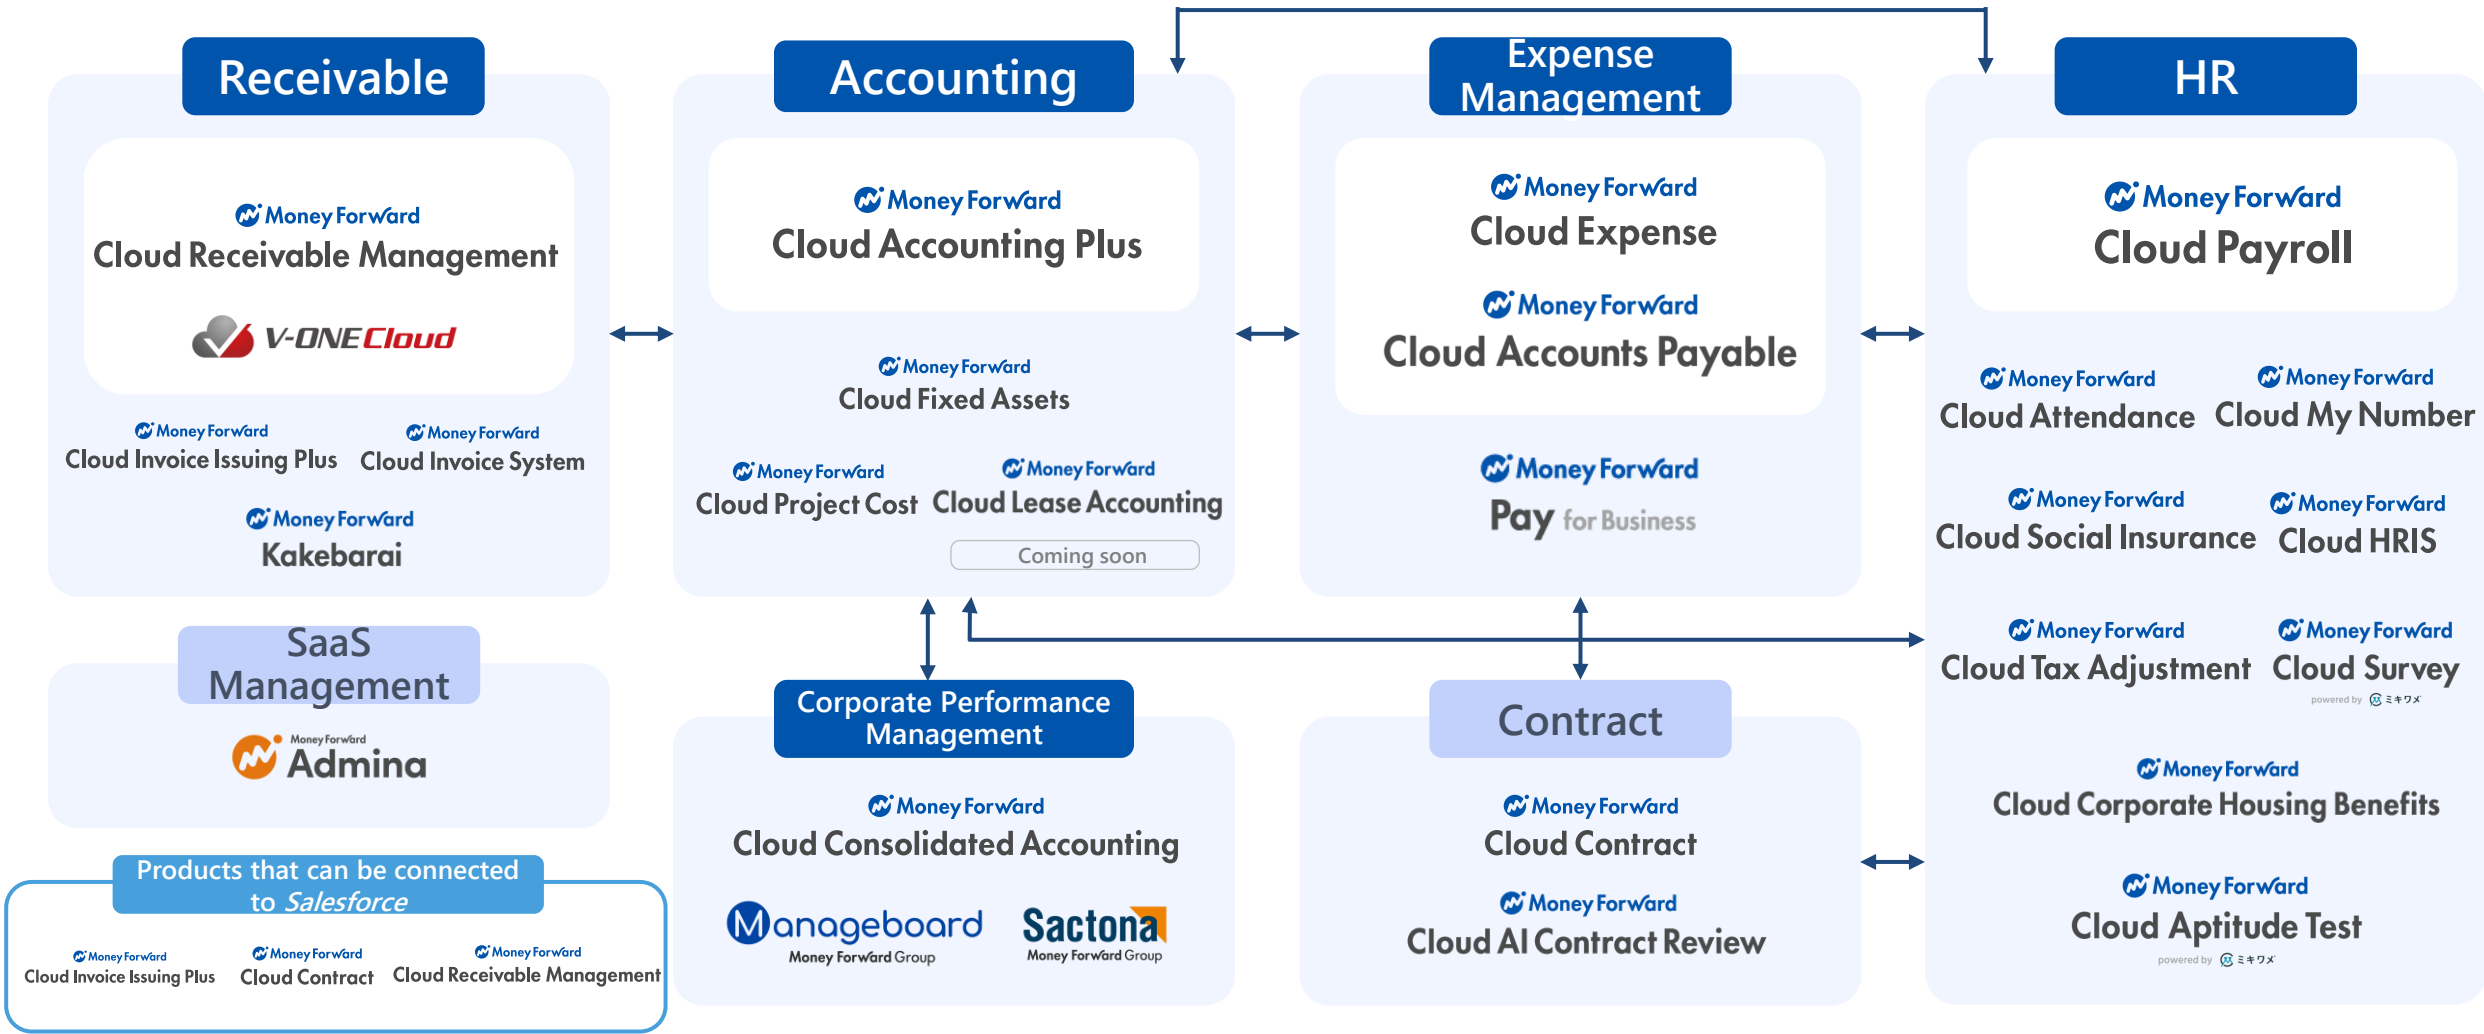 Receivable
Money Forward
Cloud Receivable Management
V-ONE Cloud
Money Forward
Cloud Invoice Issuing Plus
Money Forward
Cloud Invoice System
Money Forward
Kakebarai
SaaS
Management
Money Forward
Admina
Products that can be connected
to Salesforce
Money Forward
Cloud Invoice Issuing Plus
Money Forward
Cloud Contract
Money Forward
Cloud Receivable Management
Accounting
Money Forward
Cloud Accounting Plus
Money Forward
Cloud Fixed Assets
Money Forward
Cloud Project Cost
Money Forward
Cloud Lease Accounting
Coming soon
Corporate Performance
Management
Money Forward
Cloud Consolidated Accounting
Manageboard
Money Forward Group
Sactona
Money Forward Group
Expense
Management
Money Forward
Cloud Expense
Money Forward
Cloud Accounts Payable
Money Forward
Pay for Business
Contract
Money Forward
Cloud Contract
Money Forward
Cloud AI Contract Review
HR
Money Forward
Cloud Payroll
Money Forward
Cloud Attendance
Money Forward
Cloud My Number
Money Forward
Cloud Social Insurance
Money Forward
Cloud HRIS
Money Forward
Cloud Tax Adjustment
Money Forward
Cloud Survey
powered by ミキワメ
Money Forward
Cloud Corporate Housing Benefits
Money Forward
Cloud Aptitude Test
powered by ミキワメ